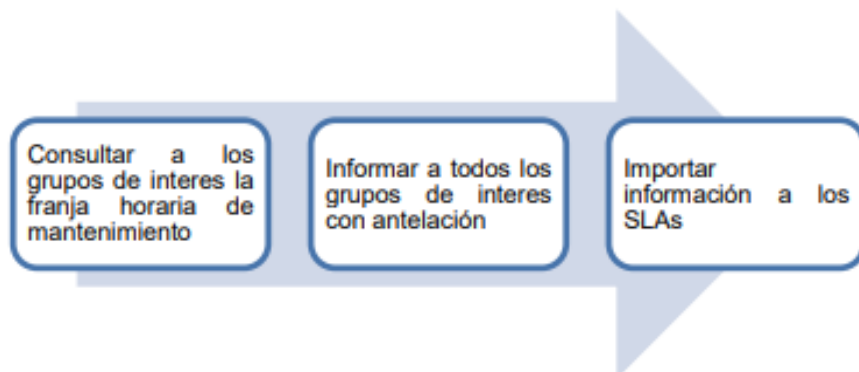 Consultar a los
grupos de interes la
franja horaria de
mantenimiento
Informar a todos los
grupos de interes
con antelación
Importar
información a los
SLAs